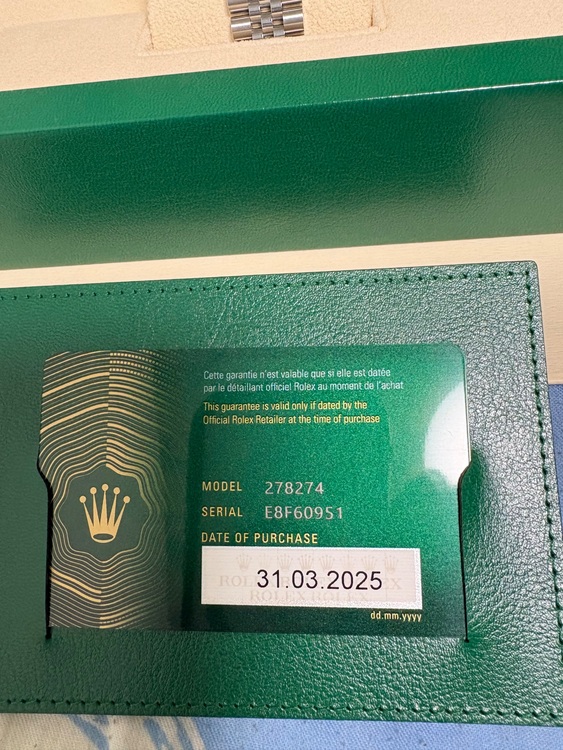 Cette garantie n'est valable que si elle est datée
par le détaillant officiel Rolex au moment de l'achat
This guarantee is valid only if dated by the
Official Rolex Retailer at the time of purchase
MODEL 278274
SERIAL E8F60951
DATE OF PURCHASE
31.03.2025
ROLEX ROLEX
dd.mm.yyyy